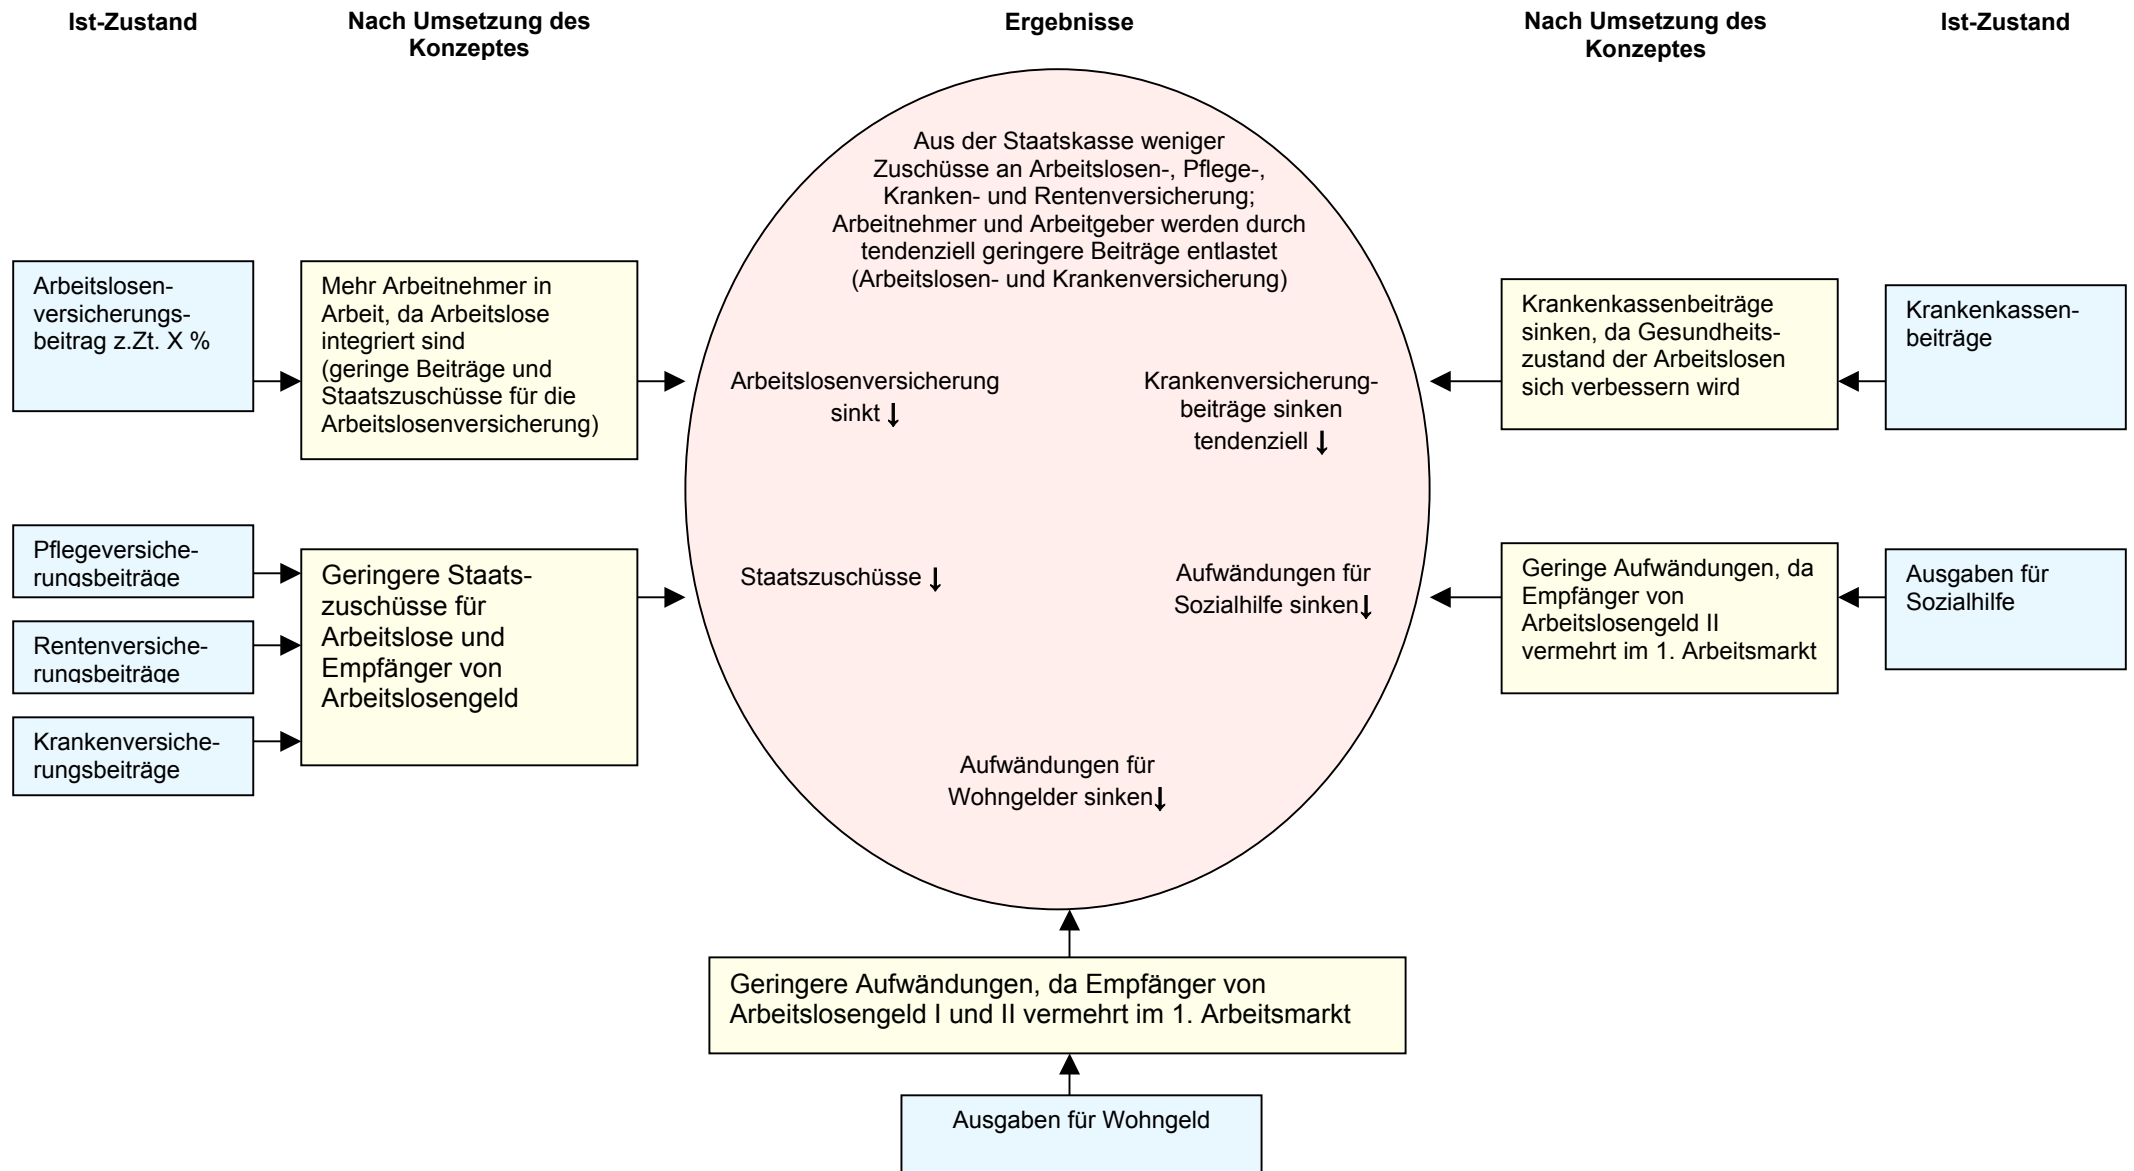 Ist-Zustand
Nach Umsetzung des
Konzeptes
Ergebnisse
Nach Umsetzung des
Konzeptes
Ist-Zustand
Aus der Staatskasse weniger
Zuschüsse an Arbeitslosen-, Pflege-,
Kranken- und Rentenversicherung;
Arbeitnehmer und Arbeitgeber werden durch
tendenziell geringere Beiträge entlastet
(Arbeitslosen- und Krankenversicherung)
Arbeitslosen-
versicherungs-
beitrag z.Zt. X %
Mehr Arbeitnehmer in
Arbeit, da Arbeitslose
integriert sind
(geringe Beiträge und
Staatszuschüsse für die
Arbeitslosenversicherung)
Arbeitslosenversicherung
sinkt ↓
Krankenversicherung-
beiträge sinken
tendenziell ↓
Krankenkassenbeiträge
sinken, da Gesundheits-
zustand der Arbeitslosen
sich verbessern wird
Krankenkassen-
beiträge
Pflegeversiche-
rungsbeiträge
Rentenversiche-
rungsbeiträge
Krankenversiche-
rungsbeiträge
Geringere Staats-
zuschüsse für
Arbeitslose und
Empfänger von
Arbeitslosengeld
Staatszuschüsse ↓
Aufwändungen für
Sozialhilfe sinken↓
Geringe Aufwändungen, da
Empfänger von
Arbeitslosengeld II
vermehrt im 1. Arbeitsmarkt
Ausgaben für
Sozialhilfe
Aufwändungen für
Wohngelder sinken↓
Geringere Aufwändungen, da Empfänger von
Arbeitslosengeld I und II vermehrt im 1. Arbeitsmarkt
Ausgaben für Wohngeld